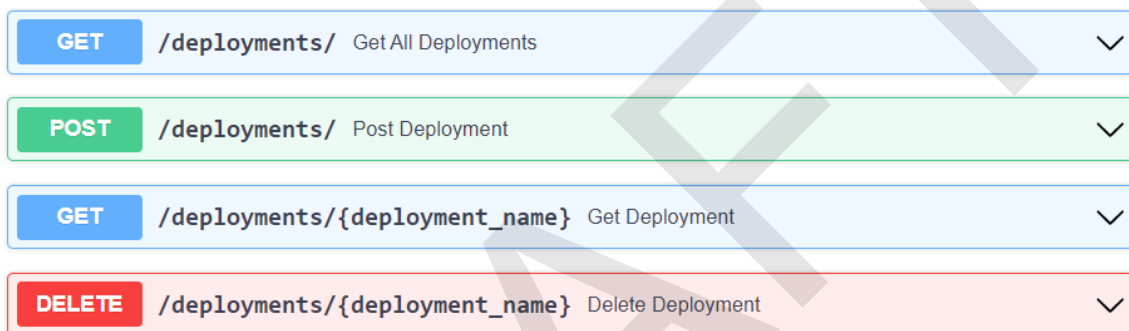 GET /deployments/ Get All Deployments
POST /deployments/ Post Deployment
GET /deployments/{deployment_name} Get Deployment
DELETE /deployments/{deployment_name} Delete Deployment